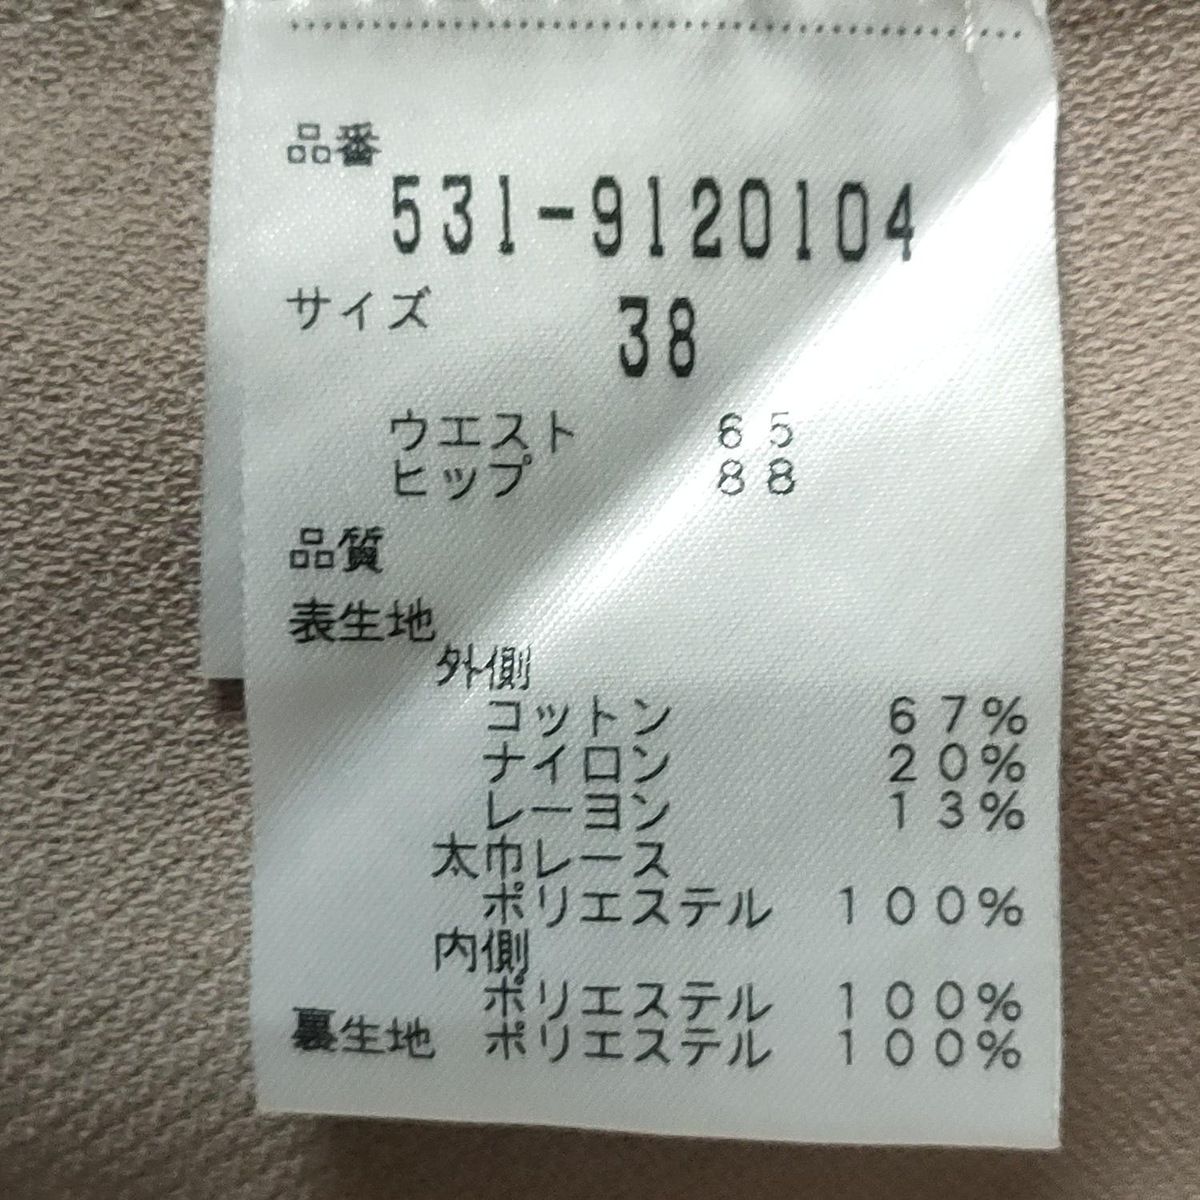 品番
531-9120104
サイズ 38
ウエスト 65
ヒップ 88
品質
表生地
外側
コットン 67%
ナイロン 20%
レーヨン 13%
太巾レース
ポリエステル 100%
内側
ポリエステル 100%
裏生地 ポリエステル 100%